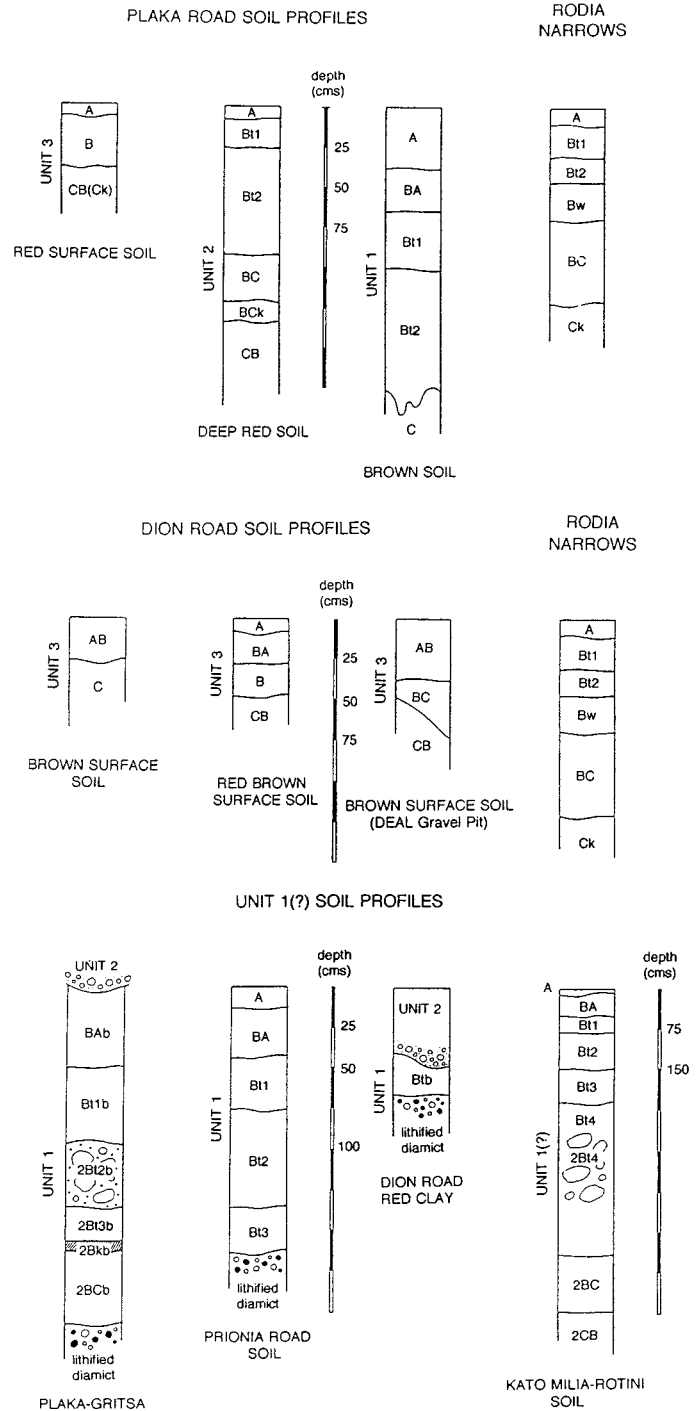 PLAKA ROAD SOIL PROFILES
RODIA
NARROWS
depth
(cms)
25
50
75
UNIT 3
A
B
CB(Ck)
RED SURFACE SOIL
UNIT 2
A
Bt1
Bt2
BC
BCk
CB
DEEP RED SOIL
UNIT 1
A
BA
Bt1
Bt2
C
BROWN SOIL
A
Bt1
Bt2
Bw
BC
Ck
DION ROAD SOIL PROFILES
RODIA
NARROWS
depth
(cms)
25
50
75
UNIT 3
AB
C
BROWN SURFACE
SOIL
UNIT 3
A
BA
B
CB
RED BROWN
SURFACE SOIL
UNIT 3
AB
BC
CB
BROWN SURFACE SOIL
(DEAL Gravel Pit)
A
Bt1
Bt2
Bw
BC
Ck
UNIT 1(?) SOIL PROFILES
UNIT 2
UNIT 1
BAb
Bt1b
2Bt2b
2Bt3b
2Bkb
2BCb
lithified
diamict
PLAKA-GRITSA
UNIT 1
A
BA
Bt1
Bt2
Bt3
lithified
diamict
PRIONIA ROAD
SOIL
depth
(cms)
25
50
100
UNIT 2
UNIT 1
Btb
lithified
diamict
DION ROAD
RED CLAY
UNIT 1(?)
A
BA
Bt1
Bt2
Bt3
Bt4
2Bt4
2BC
2CB
KATO MILIA-ROTINI
SOIL
depth
(cms)
75
150